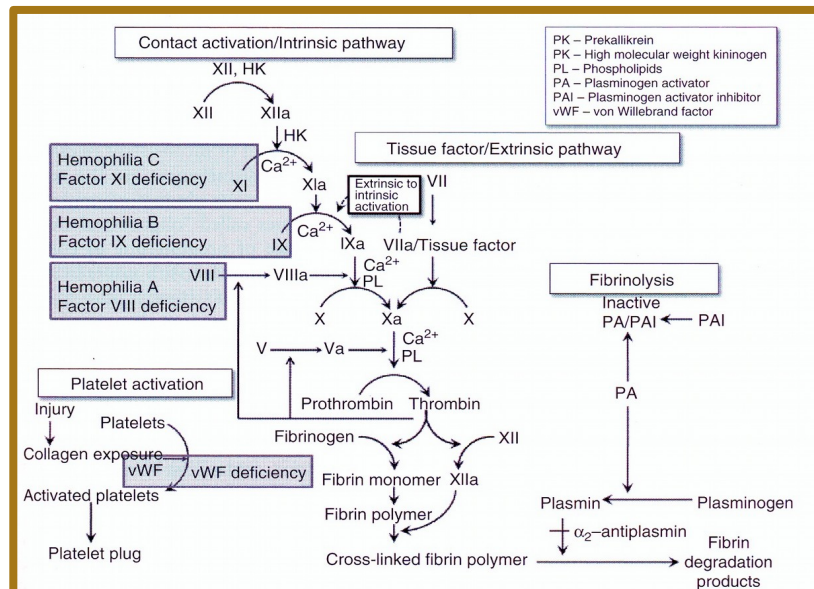 Contact activation/Intrinsic pathway
PK – Prekallikrein
PK – High molecular weight kininogen
PL – Phospholipids
PA – Plasminogen activator
PAI – Plasminogen activator inhibitor
vWF – von Willebrand factor
XII, HK
XII
XIIa
HK
Tissue factor/Extrinsic pathway
Hemophilia C
Factor XI deficiency
XI
Ca2+
XIa
Extrinsic to
intrinsic
activation
VII
Hemophilia B
Factor IX deficiency
IX
Ca2+
IXa
VIIa/Tissue factor
Hemophilia A
Factor VIII deficiency
VIII
VIIIa
Ca2+
PL
X
Xa
X
Fibrinolysis
Inactive
PA/PAI
PAI
V
Va
Ca2+
PL
PA
Platelet activation
Prothrombin
Thrombin
Injury
Platelets
Collagen exposure
vWF
vWF deficiency
Activated platelets
Platelet plug
Fibrinogen
XII
Fibrin monomer
XIIa
Fibrin polymer
Cross-linked fibrin polymer
Plasmin
Plasminogen
α2–antiplasmin
Fibrin
degradation
products